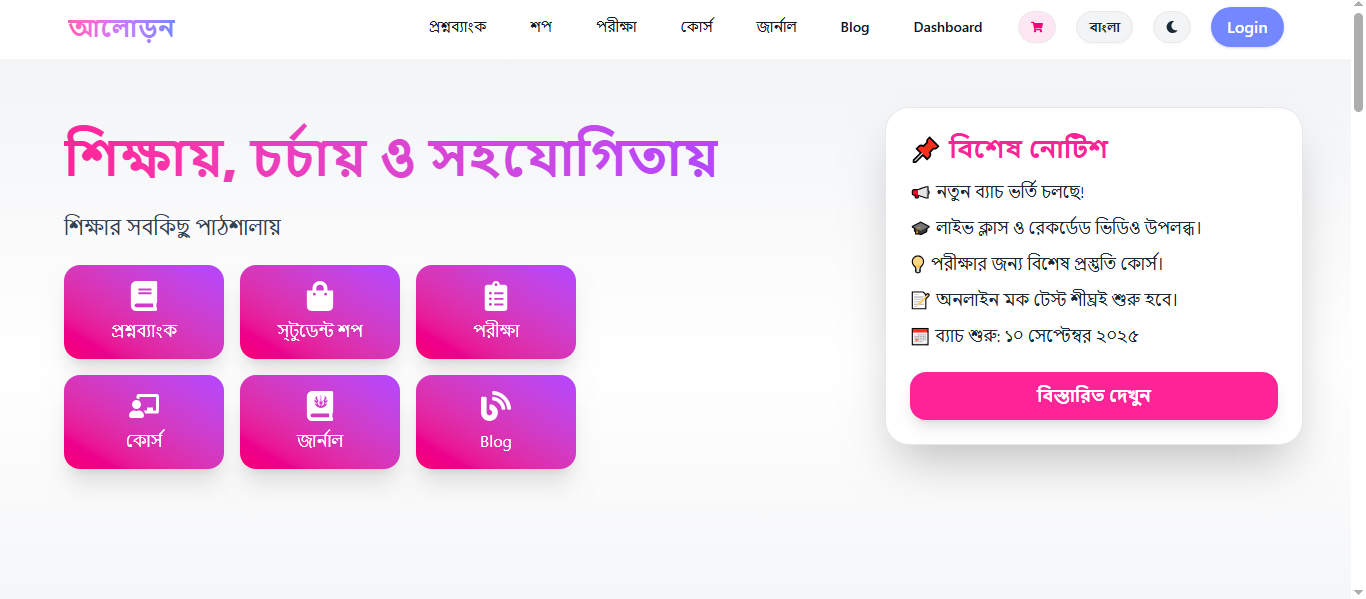 আলোড়ন
প্রশ্নব্যাংক শপ পরীক্ষা কোর্স জার্নাল Blog Dashboard বাংলা Login
শিক্ষায়, চর্চায় ও সহযোগিতায়
শিক্ষার সবকিছু পাঠশালায়
প্রশ্নব্যাংক
স্টুডেন্ট শপ
পরীক্ষা
কোর্স
জার্নাল
Blog
📌 বিশেষ নোটিশ
📢 নতুন ব্যাচ ভর্তি চলছে!
🎓 লাইভ ক্লাস ও রেকর্ডেড ভিডিও উপলব্ধ।
💡 পরীক্ষার জন্য বিশেষ প্রস্তুতি কোর্স।
📝 অনলাইন মক টেস্ট শীঘ্রই শুরু হবে।
📅 ব্যাচ শুরু: ১০ সেপ্টেম্বর ২০২৫
বিস্তারিত দেখুন